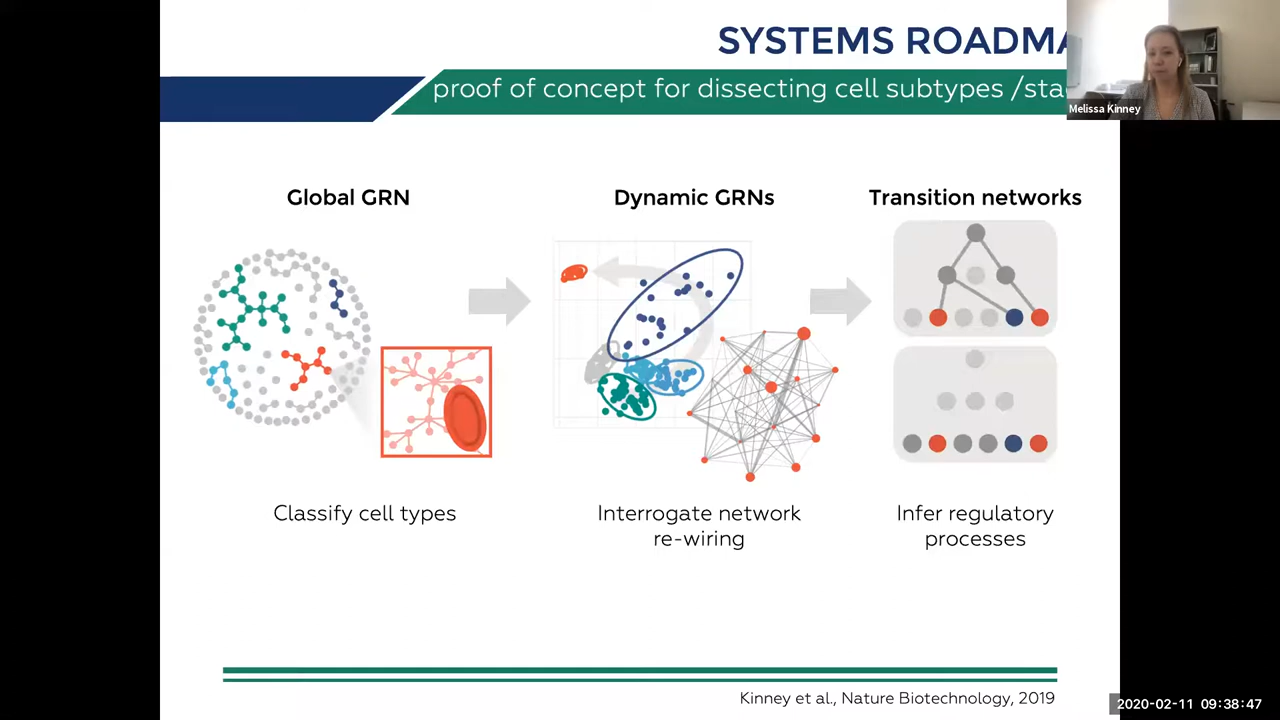 SYSTEMS ROADMA
proof of concept for dissecting cell subtypes /sta
Melissa Kinney
Global GRN
Dynamic GRNs
Transition networks
Classify cell types
Interrogate network
re-wiring
Infer regulatory
processes
Kinney et al., Nature Biotechnology, 2019
2020-02-11 09:38:47